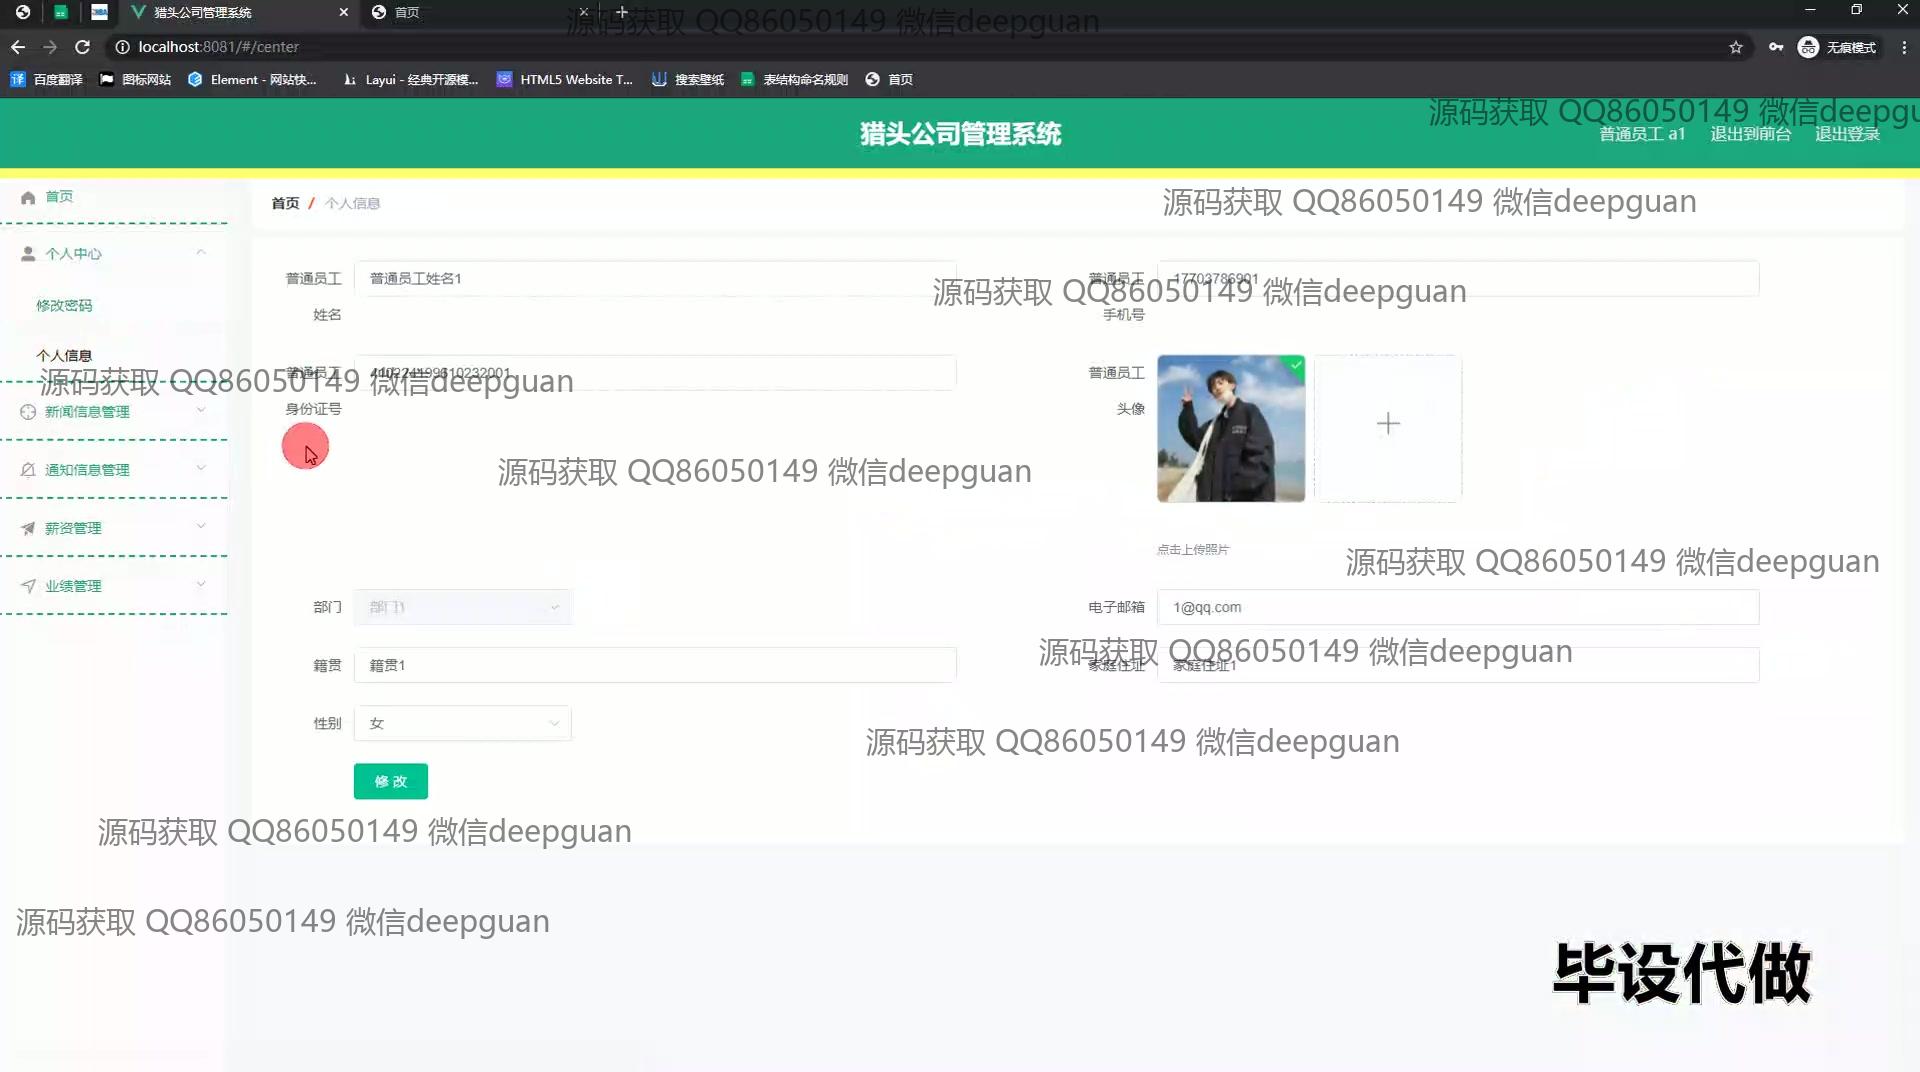 猎头公司管理系统
首页
localhost:8081/#/center
无痕模式
百度翻译
图标网站
Element - 网站快...
Layui - 经典开源模...
HTML5 Website T...
搜索壁纸
表结构命名规则
首页
源码获取 QQ86050149 微信deepguan
源码获取 QQ86050149 微信deepgu
猎头公司管理系统
普通员工 a1
退出到前台
退出登录
首页
首页 / 个人信息
源码获取 QQ86050149 微信deepguan
个人中心
修改密码
个人信息
新闻信息管理
通知信息管理
薪资管理
业绩管理
普通员工
姓名
普通员工姓名1
普通员工
手机号
17703786901
源码获取 QQ86050149 微信deepguan
普通员工
身份证号
410224199610232001
源码获取 QQ86050149 微信deepguan
普通员工
头像
源码获取 QQ86050149 微信deepguan
点击上传照片
源码获取 QQ86050149 微信deepguan
部门
部门1
电子邮箱
1@qq.com
源码获取 QQ86050149 微信deepguan
籍贯
籍贯1
家庭住址
家庭住址1
性别
女
源码获取 QQ86050149 微信deepguan
修 改
源码获取 QQ86050149 微信deepguan
源码获取 QQ86050149 微信deepguan
毕设代做